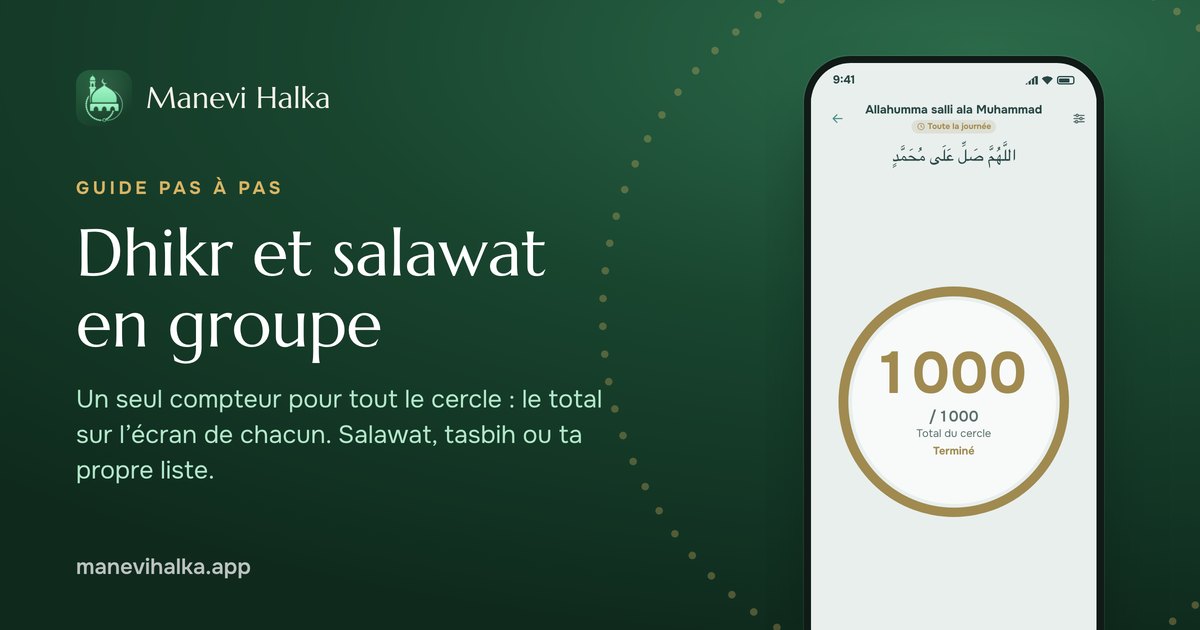 Manevi Halka
GUIDE PAS À PAS
Dhikr et salawat
en groupe
Un seul compteur pour tout le cercle : le total
sur l’écran de chacun. Salawat, tasbih ou ta
propre liste.
manevihalka.app
9:41
Allahumma salli ala Muhammad
Toute la journée
اللَّهُمَّ صَلِّ عَلَى مُحَمَّدٍ
1000
/ 1000
Total du cercle
Terminé